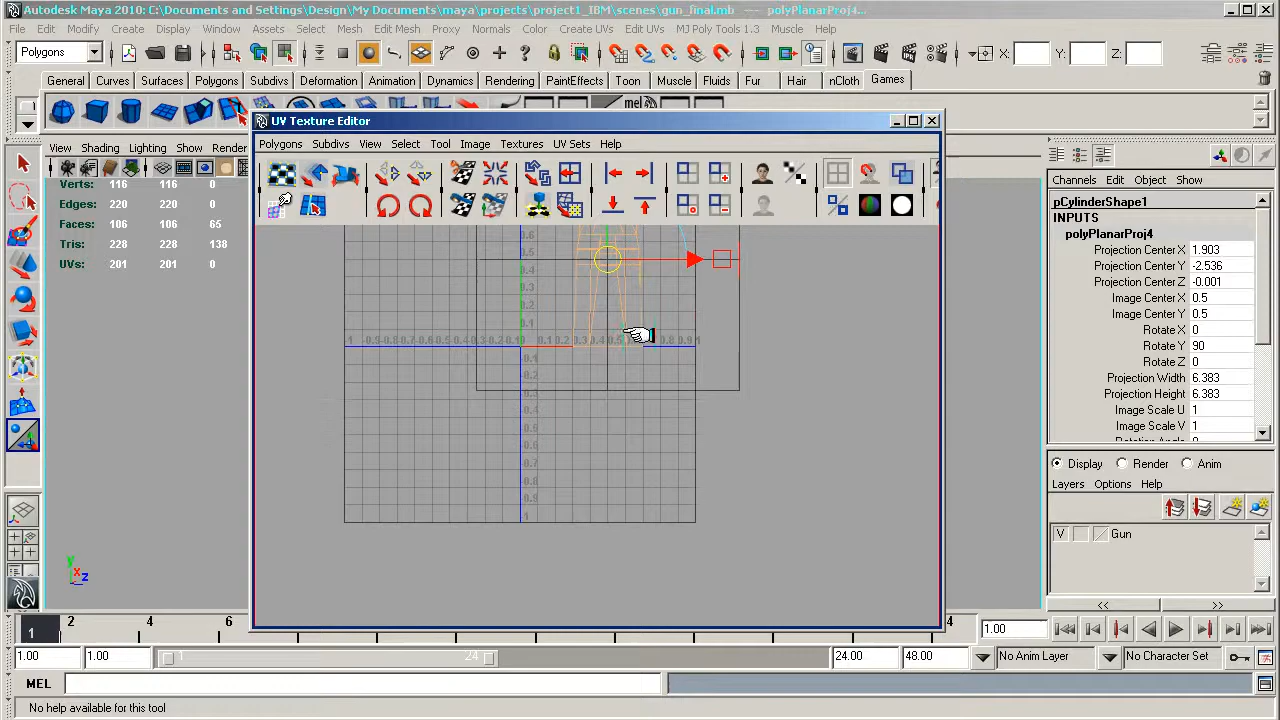 Autodesk Maya 2010: C:\Documents and Settings\Design\My Documents\maya\projects\project1_IBM\scenes\gun_final.mb --- polyPlanarProj4...
File Edit Modify Create Display Window Assets Select Mesh Edit Mesh Proxy Normals Color Create UVs Edit UVs MJ Poly Tools 1.3 Muscle Help
Polygons X: Y: Z:
General Curves Surfaces Polygons Subdivs Deformation Animation Dynamics Rendering PaintEffects Toon Muscle Fluids Fur Hair nCloth Games
mel
UV Texture Editor
View Shading Lighting Show Render
Polygons Subdivs View Select Tool Image Textures UV Sets Help
Verts: 116 116 0
Edges: 220 220 0
Faces: 106 106 65
Tris: 228 228 138
UVs: 201 201 0
Channels Edit Object Show
pCylinderShape1
INPUTS
polyPlanarProj4
Projection Center X 1.903
Projection Center Y -2.536
Projection Center Z -0.001
Image Center X 0.5
Image Center Y 0.5
Rotate X 0
Rotate Y 90
Rotate Z 0
Projection Width 6.383
Projection Height 6.383
Image Scale U 1
Image Scale V 1
Display Render Anim
Layers Options Help
V Gun
<< >>
y
x z
1 2 4 6 4 1.00
1.00 1.00 1 24 24.00 48.00 No Anim Layer No Character Set
MEL
No help available for this tool